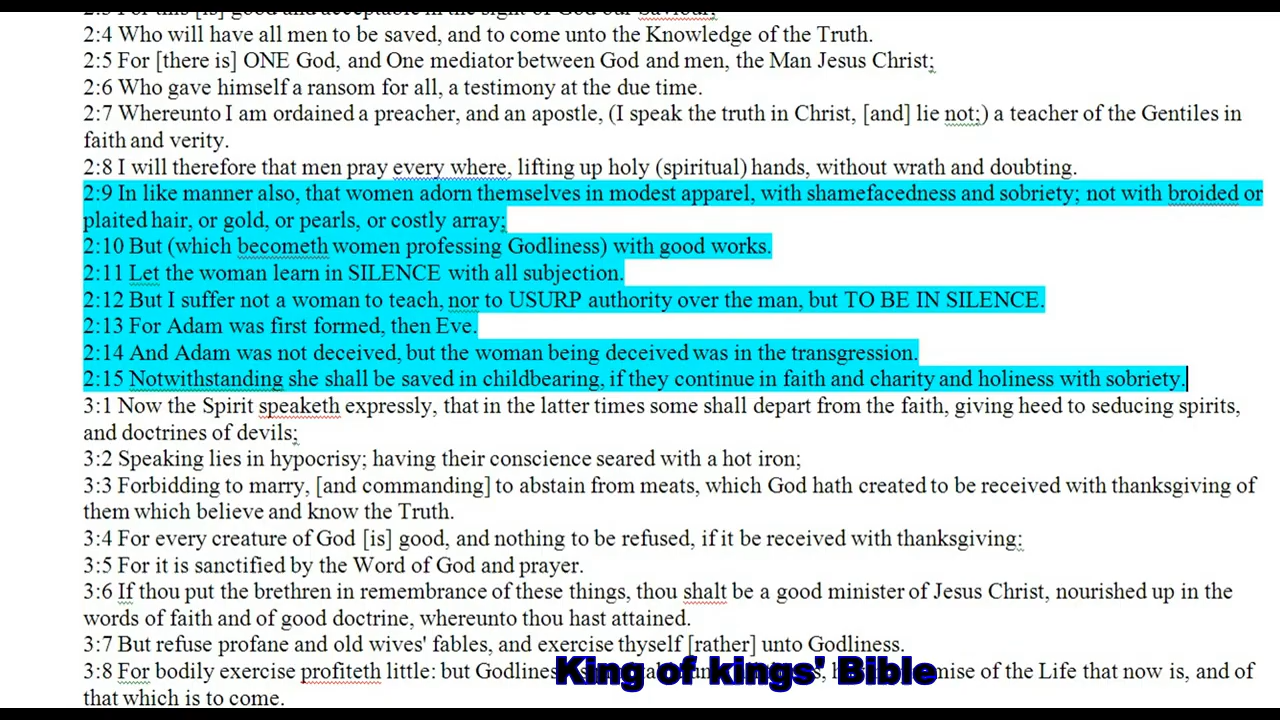 2:3 For this [is] good and acceptable in the sight of God our Saviour;
2:4 Who will have all men to be saved, and to come unto the Knowledge of the Truth.
2:5 For [there is] ONE God, and One mediator between God and men, the Man Jesus Christ;
2:6 Who gave himself a ransom for all, a testimony at the due time.
2:7 Whereunto I am ordained a preacher, and an apostle, (I speak the truth in Christ, [and] lie not;) a teacher of the Gentiles in
faith and verity.
2:8 I will therefore that men pray every where, lifting up holy (spiritual) hands, without wrath and doubting.
2:9 In like manner also, that women adorn themselves in modest apparel, with shamefacedness and sobriety; not with broided or
plaited hair, or gold, or pearls, or costly array;
2:10 But (which becometh women professing Godliness) with good works.
2:11 Let the woman learn in SILENCE with all subjection.
2:12 But I suffer not a woman to teach, nor to USURP authority over the man, but TO BE IN SILENCE.
2:13 For Adam was first formed, then Eve.
2:14 And Adam was not deceived, but the woman being deceived was in the transgression.
2:15 Notwithstanding she shall be saved in childbearing, if they continue in faith and charity and holiness with sobriety.
3:1 Now the Spirit speaketh expressly, that in the latter times some shall depart from the faith, giving heed to seducing spirits,
and doctrines of devils;
3:2 Speaking lies in hypocrisy; having their conscience seared with a hot iron;
3:3 Forbidding to marry, [and commanding] to abstain from meats, which God hath created to be received with thanksgiving of
them which believe and know the Truth.
3:4 For every creature of God [is] good, and nothing to be refused, if it be received with thanksgiving:
3:5 For it is sanctified by the Word of God and prayer.
3:6 If thou put the brethren in remembrance of these things, thou shalt be a good minister of Jesus Christ, nourished up in the
words of faith and of good doctrine, whereunto thou hast attained.
3:7 But refuse profane and old wives' fables, and exercise thyself [rather] unto Godliness.
3:8 For bodily exercise profiteth little: but Godliness of the Life that now is, and of
King of kings' Bible
that which is to come.